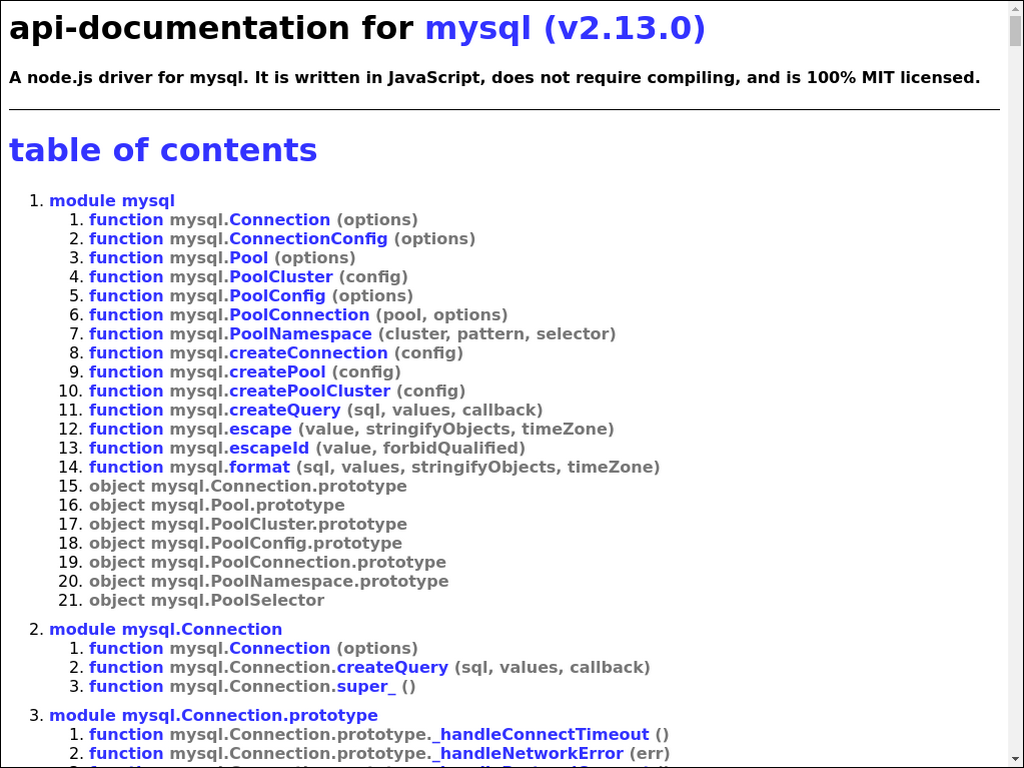 api-documentation for mysql (v2.13.0)
A node.js driver for mysql. It is written in JavaScript, does not require compiling, and is 100% MIT licensed.
table of contents
1. module mysql
1. function mysql.Connection (options)
2. function mysql.ConnectionConfig (options)
3. function mysql.Pool (options)
4. function mysql.PoolCluster (config)
5. function mysql.PoolConfig (options)
6. function mysql.PoolConnection (pool, options)
7. function mysql.PoolNamespace (cluster, pattern, selector)
8. function mysql.createConnection (config)
9. function mysql.createPool (config)
10. function mysql.createPoolCluster (config)
11. function mysql.createQuery (sql, values, callback)
12. function mysql.escape (value, stringifyObjects, timeZone)
13. function mysql.escapeId (value, forbidQualified)
14. function mysql.format (sql, values, stringifyObjects, timeZone)
15. object mysql.Connection.prototype
16. object mysql.Pool.prototype
17. object mysql.PoolCluster.prototype
18. object mysql.PoolConfig.prototype
19. object mysql.PoolConnection.prototype
20. object mysql.PoolNamespace.prototype
21. object mysql.PoolSelector
2. module mysql.Connection
1. function mysql.Connection (options)
2. function mysql.Connection.createQuery (sql, values, callback)
3. function mysql.Connection.super_ ()
3. module mysql.Connection.prototype
1. function mysql.Connection.prototype._handleConnectTimeout ()
2. function mysql.Connection.prototype._handleNetworkError (err)